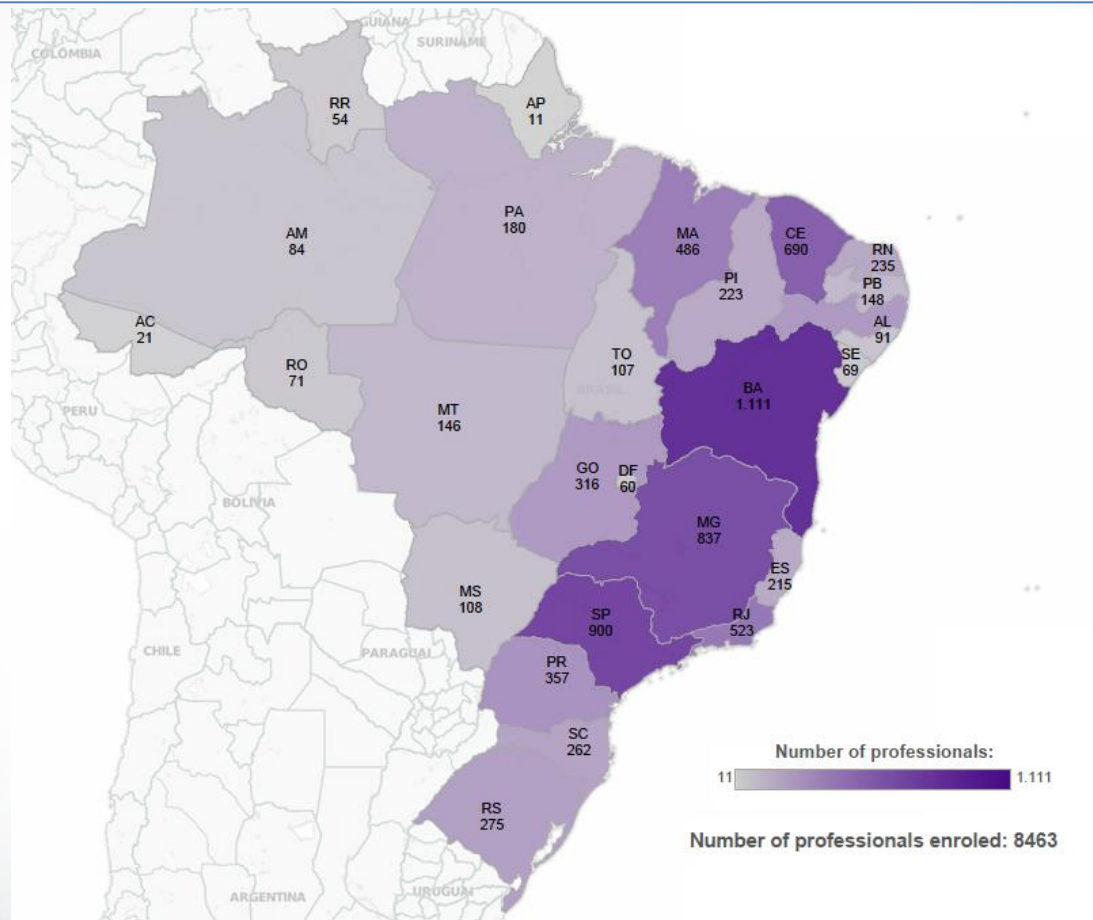 GUIANA
SURINAME
COLÔMBIA
RR
54
AP
11
AM
84
PA
180
MA
486
CE
690
RN
235
PI
223
PB
148
AL
91
AC
21
RO
71
TO
107
SE
69
BRASIL
BA
1.111
MT
146
PERU
GO
316
DF
60
BOLIVIA
MG
837
ES
215
MS
108
SP
900
RJ
523
CHILE
PARAGUAI
PR
357
SC
262
RS
275
Number of professionals:
11
1.111
Number of professionals enroled: 8463
ARGENTINA
URUGUAI